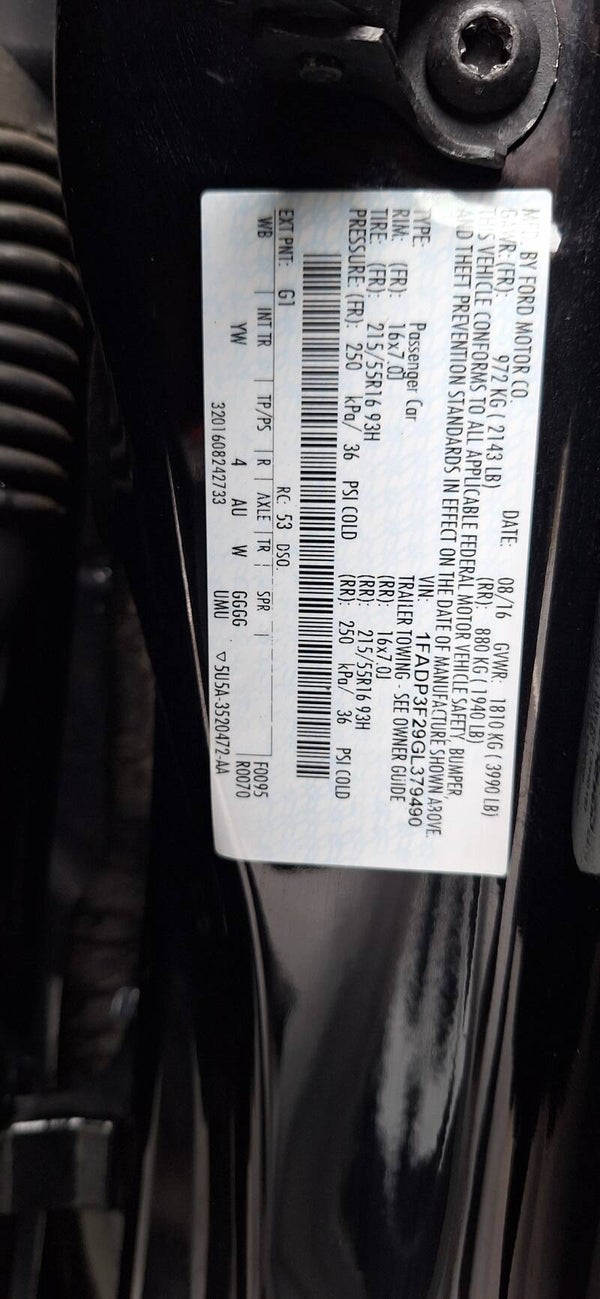 MFD. BY FORD MOTOR CO. DATE: 08/16 GVWR: 1810 KG ( 3990 LB)
GAWR: (FR): 972 KG ( 2143 LB) (RR): 880 KG ( 1940 LB)
THIS VEHICLE CONFORMS TO ALL APPLICABLE FEDERAL MOTOR VEHICLE SAFETY, BUMPER,
AND THEFT PREVENTION STANDARDS IN EFFECT ON THE DATE OF MANUFACTURE SHOWN ABOVE.
VIN: 1FADP3F29GL379490
TYPE: Passenger Car TRAILER TOWING - SEE OWNER GUIDE
RIM: (FR): 16x7.0J (RR): 16x7.0J
TIRE: (FR): 215/55R16 93H (RR): 215/55R16 93H
PRESSURE: (FR): 250 kPa/ 36 PSI COLD (RR): 250 kPa/ 36 PSI COLD
EXT PNT: G1 RC: 53 DSO:
WB | INT TR | TP/PS | R | AXLE | TR | SPR | F0095
YW 4 AU W GGGG R0070
UMU
3201608242733 ▽5U5A-3520472-AA